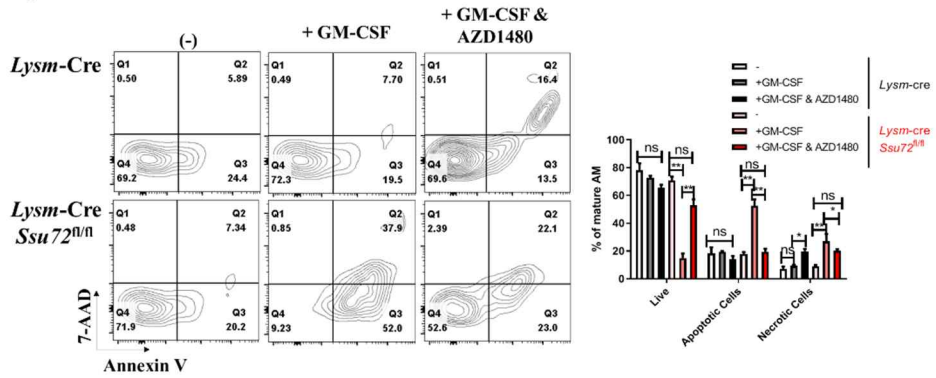 (-)
+ GM-CSF
+ GM-CSF &
AZD1480
Lysm-Cre
Q1
0.50
Q2
5.89
Q4
69.2
Q3
24.4
Q1
0.49
Q2
7.70
Q4
72.3
Q3
19.5
Q1
0.51
Q2
16.4
Q4
69.6
Q3
13.5
Lysm-Cre
Ssu72fl/fl
Q1
0.48
Q2
7.34
Q4
71.9
Q3
20.2
Q1
0.85
Q2
37.9
Q4
9.23
Q3
52.0
Q1
2.39
Q2
22.1
Q4
52.6
Q3
23.0
7-AAD
Annexin V
-
+GM-CSF
+GM-CSF & AZD1480
Lysm-cre
-
+GM-CSF
+GM-CSF & AZD1480
Lysm-cre
Ssu72fl/fl
% of mature AM
100
80
60
40
20
0
ns
ns
**
**
ns
ns
**
**
ns
*
ns
**
*
Live
Apoptotic Cells
Necrotic Cells